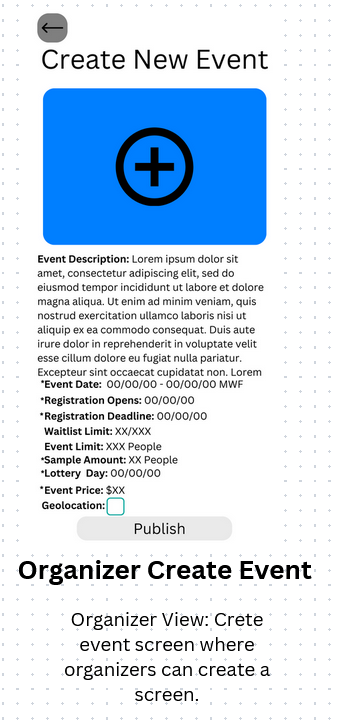 Create New Event
Event Description: Lorem ipsum dolor sit
amet, consectetur adipiscing elit, sed do
eiusmod tempor incididunt ut labore et dolore
magna aliqua. Ut enim ad minim veniam, quis
nostrud exercitation ullamco laboris nisi ut
aliquip ex ea commodo consequat. Duis aute
irure dolor in reprehenderit in voluptate velit
esse cillum dolore eu fugiat nulla pariatur.
Excepteur sint occaecat cupidatat non. Lorem
*Event Date: 00/00/00 - 00/00/00 MWF
*Registration Opens: 00/00/00
*Registration Deadline: 00/00/00
Waitlist Limit: XX/XXX
Event Limit: XXX People
*Sample Amount: XX People
*Lottery Day: 00/00/00
*Event Price: $XX
Geolocation:
Publish
Organizer Create Event
Organizer View: Crete
event screen where
organizers can create a
screen.